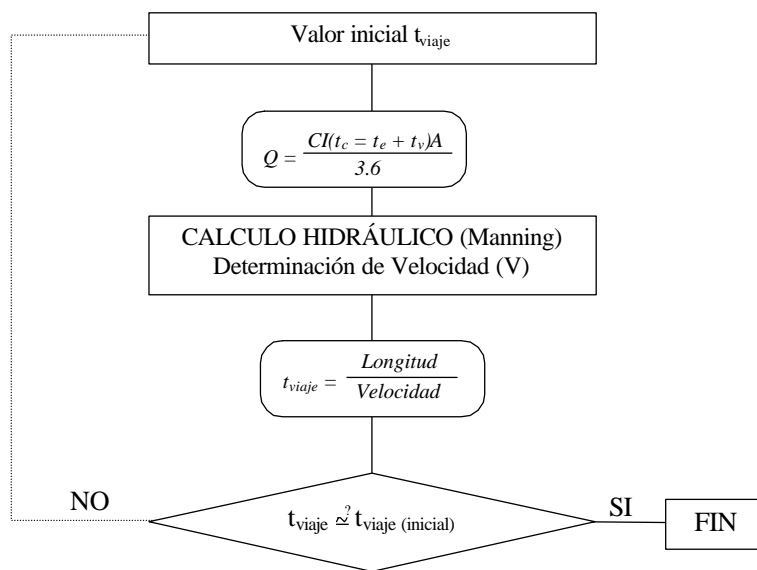 Valor inicial t_viaje
Q = CI(t_c = t_e + t_v)A / 3.6
CALCULO HIDRÁULICO (Manning)
Determinación de Velocidad (V)
t_viaje = Longitud / Velocidad
NO
t_viaje ≃? t_viaje (inicial)
SI
FIN